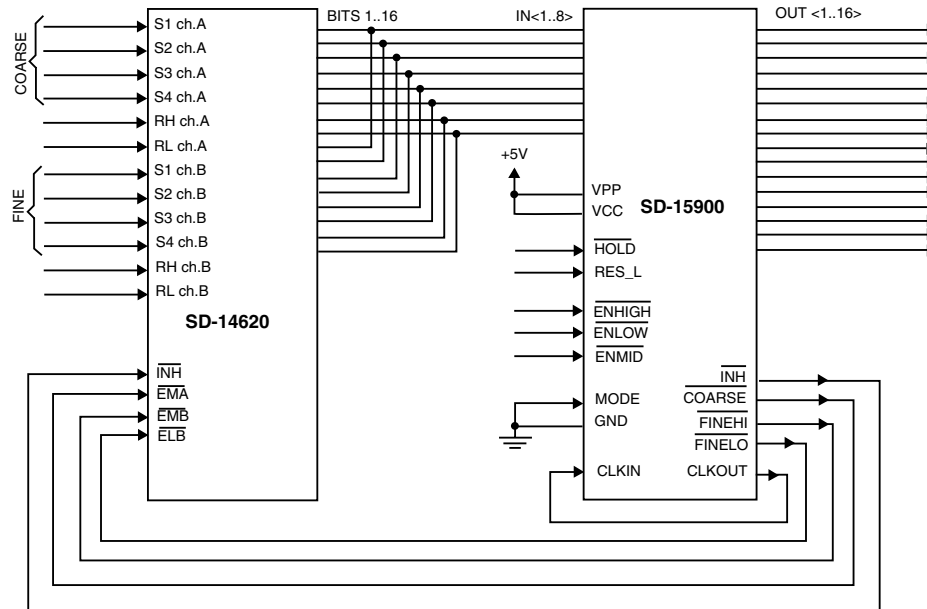 BITS 1..16
IN<1..8>
OUT <1..16>
COARSE
S1 ch.A
S2 ch.A
S3 ch.A
S4 ch.A
RH ch.A
RL ch.A
FINE
S1 ch.B
S2 ch.B
S3 ch.B
S4 ch.B
RH ch.B
RL ch.B
SD-14620
INH
EMA
EMB
ELB
+5V
VPP
VCC
SD-15900
HOLD
RES_L
ENHIGH
ENLOW
ENMID
MODE
GND
CLKIN
INH
COARSE
FINEHI
FINELO
CLKOUT